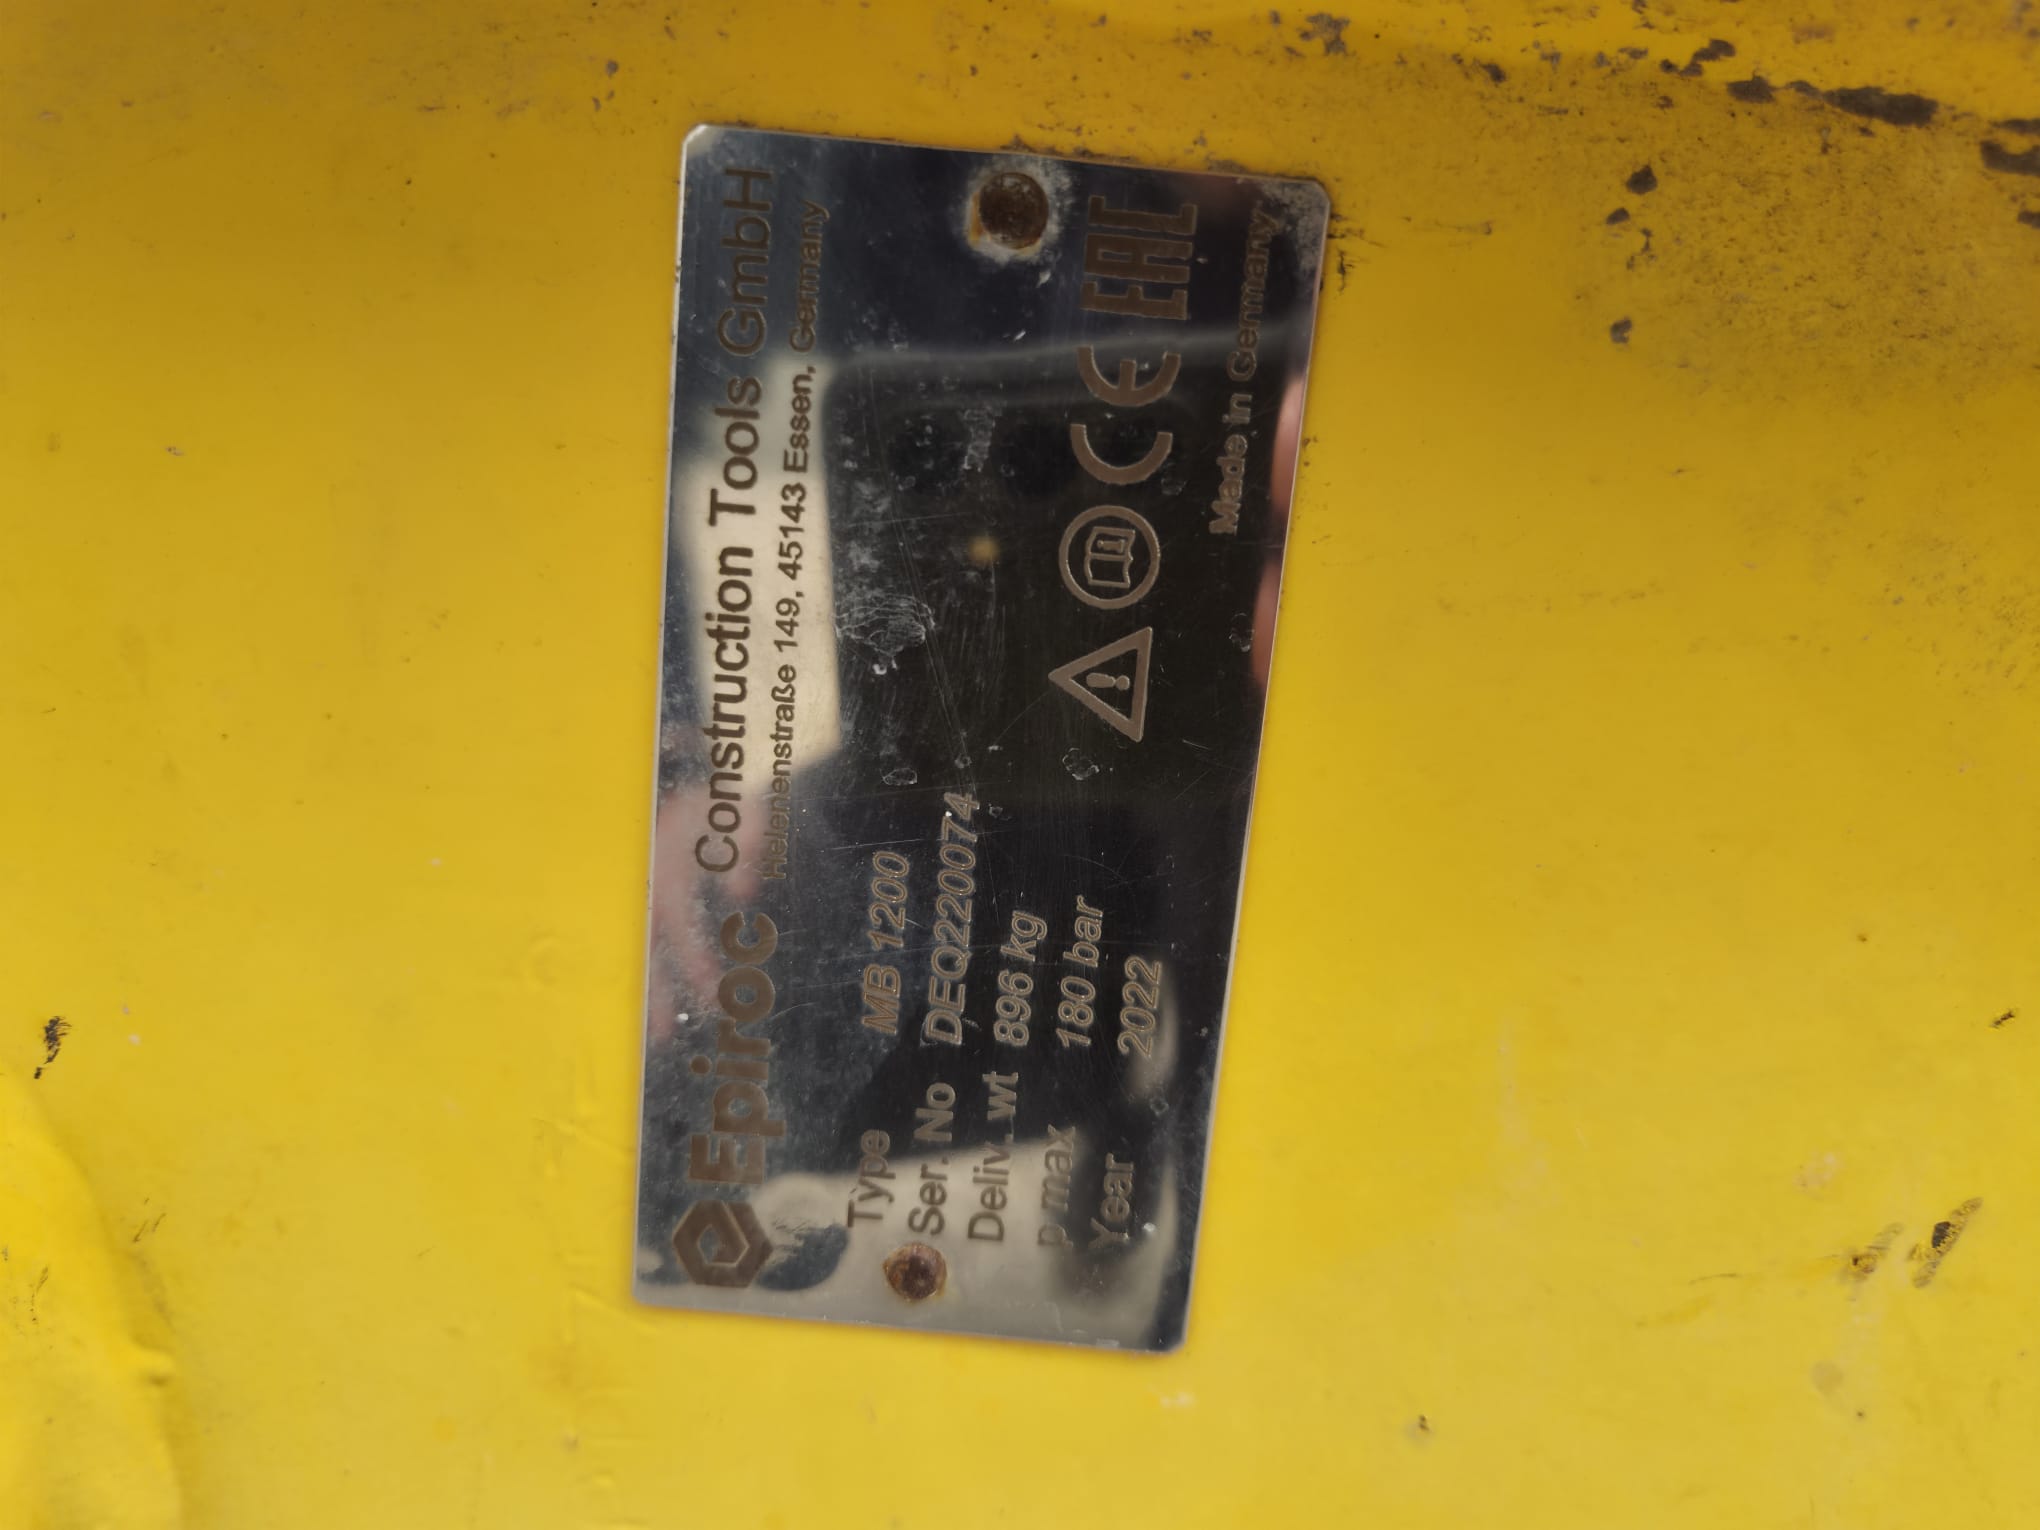 Epiroc Construction Tools GmbH
Helenenstraße 149, 45143 Essen, Germany
Type MB 1200
Ser. No DEQ220074
Deliv. wt 896 kg
p max 180 bar
Year 2022
CE EAC
Made in Germany